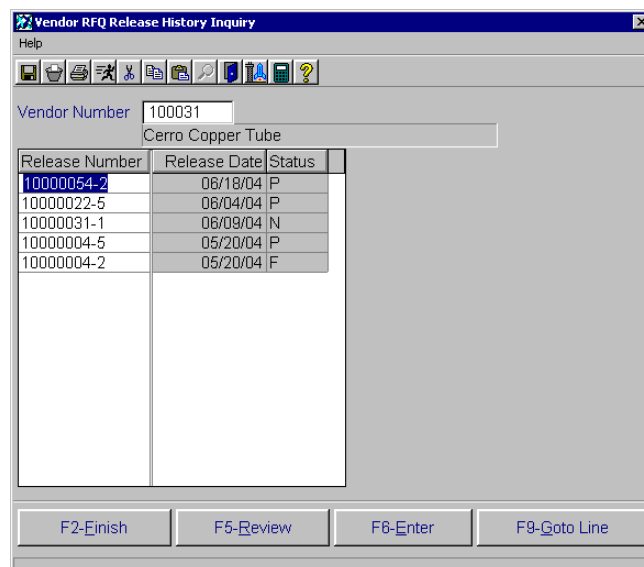 Vendor RFQ Release History Inquiry
Help
Vendor Number 100031
Cerro Copper Tube
Release Number Release Date Status
10000054-2 06/18/04 P
10000022-5 06/04/04 P
10000031-1 06/09/04 N
10000004-5 05/20/04 P
10000004-2 05/20/04 F
F2-Finish F5-Review F6-Enter F9-Goto Line